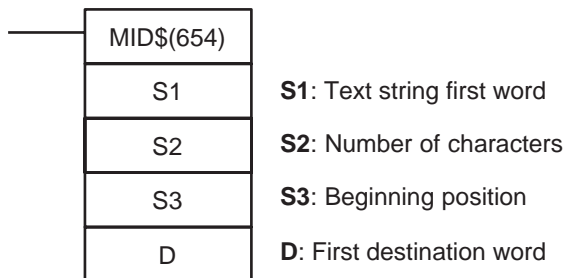 MID$(654)
S1 S1: Text string first word
S2 S2: Number of characters
S3 S3: Beginning position
D D: First destination word